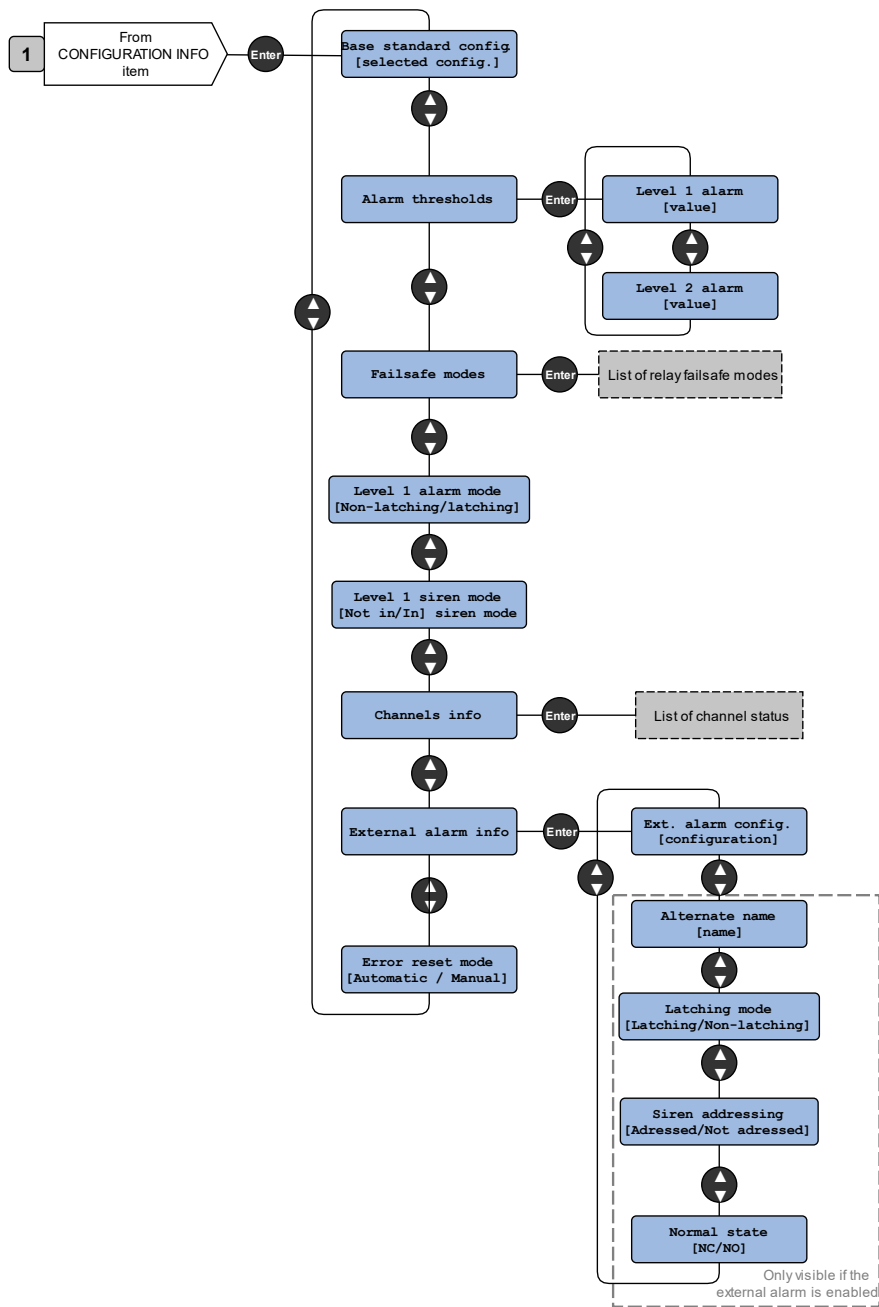 1
From
CONFIGURATION INFO
item
Enter
Base standard config.
[selected config.]
Alarm thresholds
Enter
Level 1 alarm
[value]
Level 2 alarm
[value]
Failsafe modes
Enter
List of relay failsafe modes
Level 1 alarm mode
[Non-latching/latching]
Level 1 siren mode
[Not in/In] siren mode
Channels info
Enter
List of channel status
External alarm info
Enter
Ext. alarm config.
[configuration]
Alternate name
[name]
Error reset mode
[Automatic / Manual]
Latching mode
[Latching/Non-latching]
Siren addressing
[Adressed/Not adressed]
Normal state
[NC/NO]
Only visible if the
external alarm is enabled